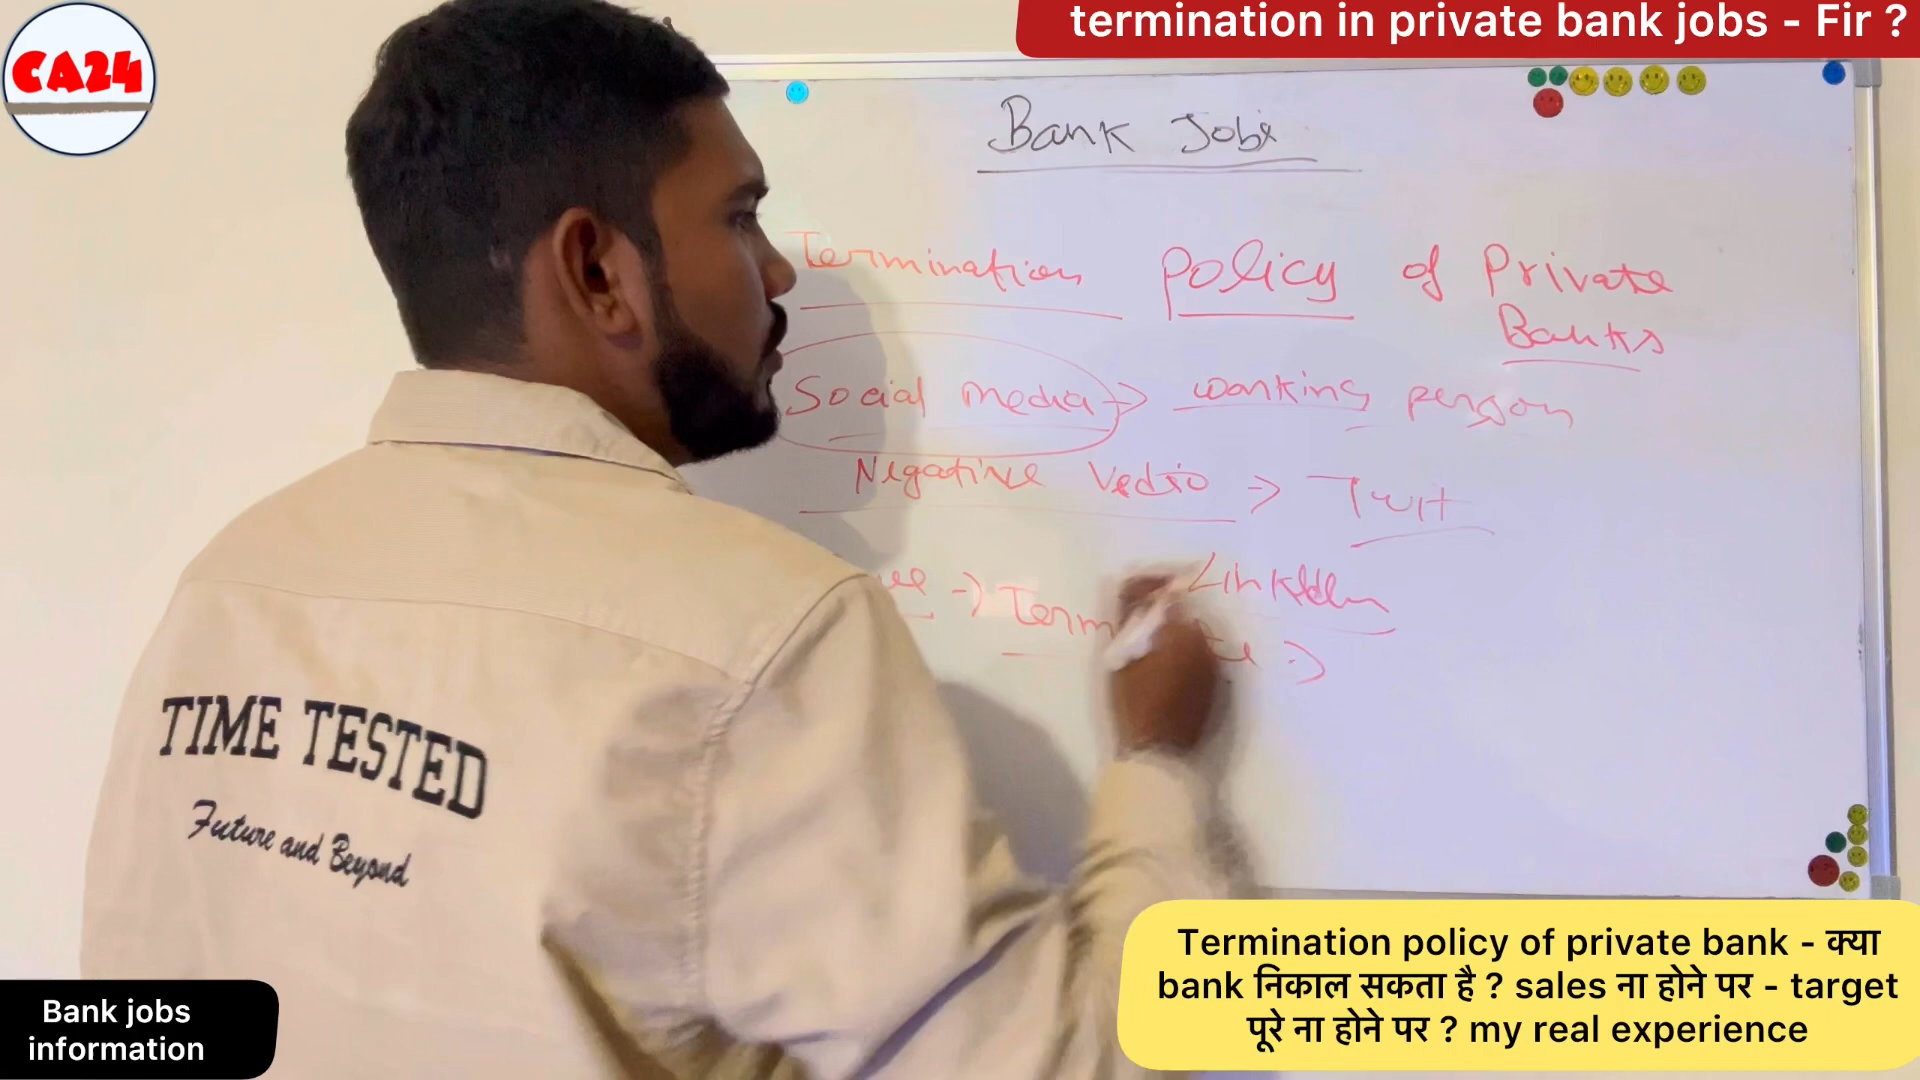 termination in private bank jobs - Fir ?
CA24
Bank Jobs
Termination policy of Private
Banks
Social media → working person
Negative Vedio → Twit
Linkldln
→
TIME TESTED
Future and Beyond
Termination policy of private bank - क्या
bank निकाल सकता है ? sales ना होने पर - target
पूरे ना होने पर ? my real experience
Bank jobs
information